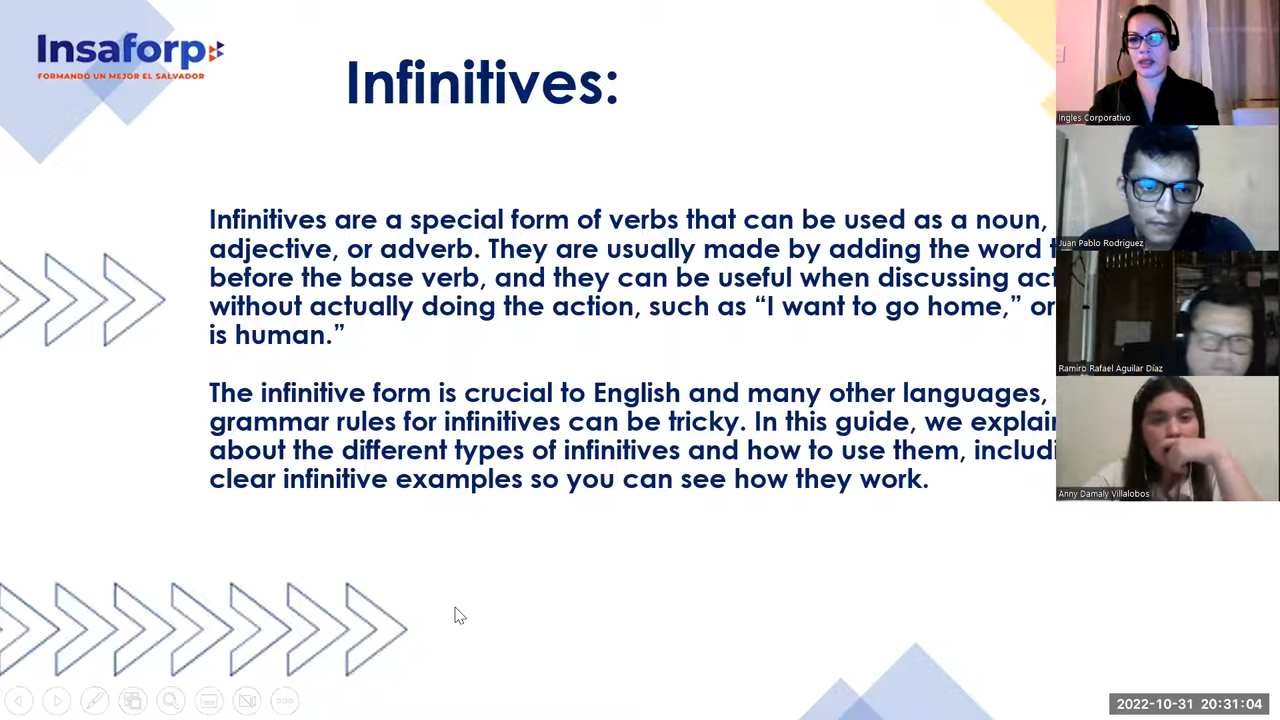 Insaforp
FORMANDO UN MEJOR EL SALVADOR
Infinitives:
Infinitives are a special form of verbs that can be used as a noun,
adjective, or adverb. They are usually made by adding the word
before the base verb, and they can be useful when discussing
without actually doing the action, such as “I want to go home,” or
is human.”
The infinitive form is crucial to English and many other languages,
grammar rules for infinitives can be tricky. In this guide, we explain
about the different types of infinitives and how to use them,
clear infinitive examples so you can see how they work.
Ingles Corporativo
Juan Pablo Rodriguez
Ramiro Rafael Aguilar Díaz
Anny Damaly Villalobos
2022-10-31 20:31:04